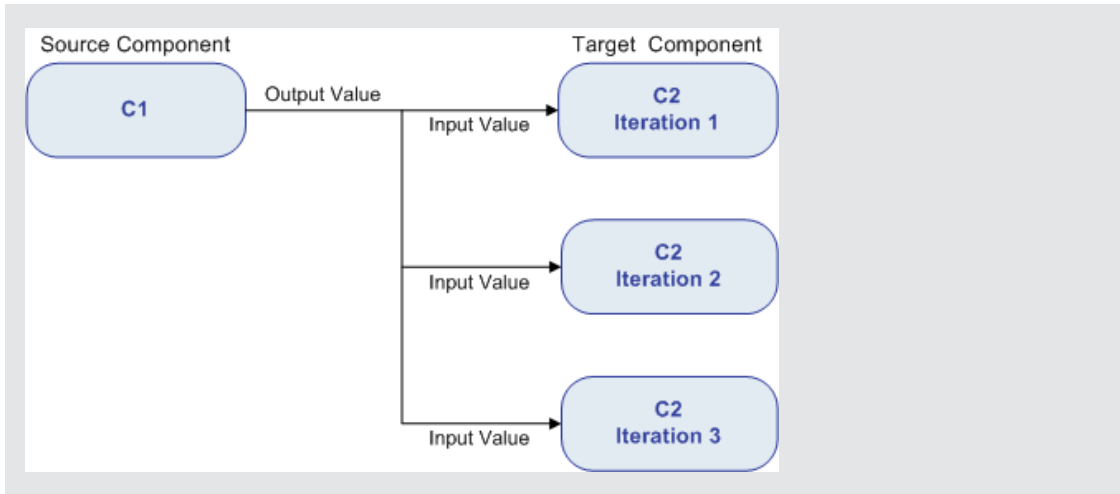 Source Component
Target Component
C1
Output Value
Input Value
C2
Iteration 1
Input Value
C2
Iteration 2
Input Value
C2
Iteration 3